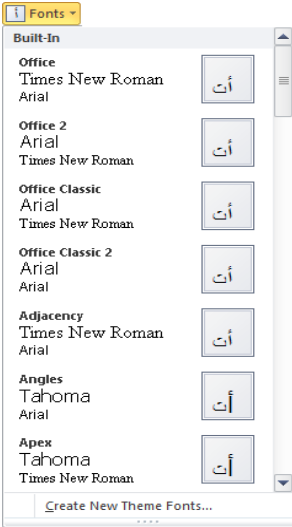 Fonts
Built-In
Office
Times New Roman
Arial
أت
Office 2
Arial
Times New Roman
أت
Office Classic
Arial
Times New Roman
أت
Office Classic 2
Arial
Arial
أت
Adjacency
Times New Roman
Arial
أت
Angles
Tahoma
Arial
أت
Apex
Tahoma
Times New Roman
أت
Create New Theme Fonts...